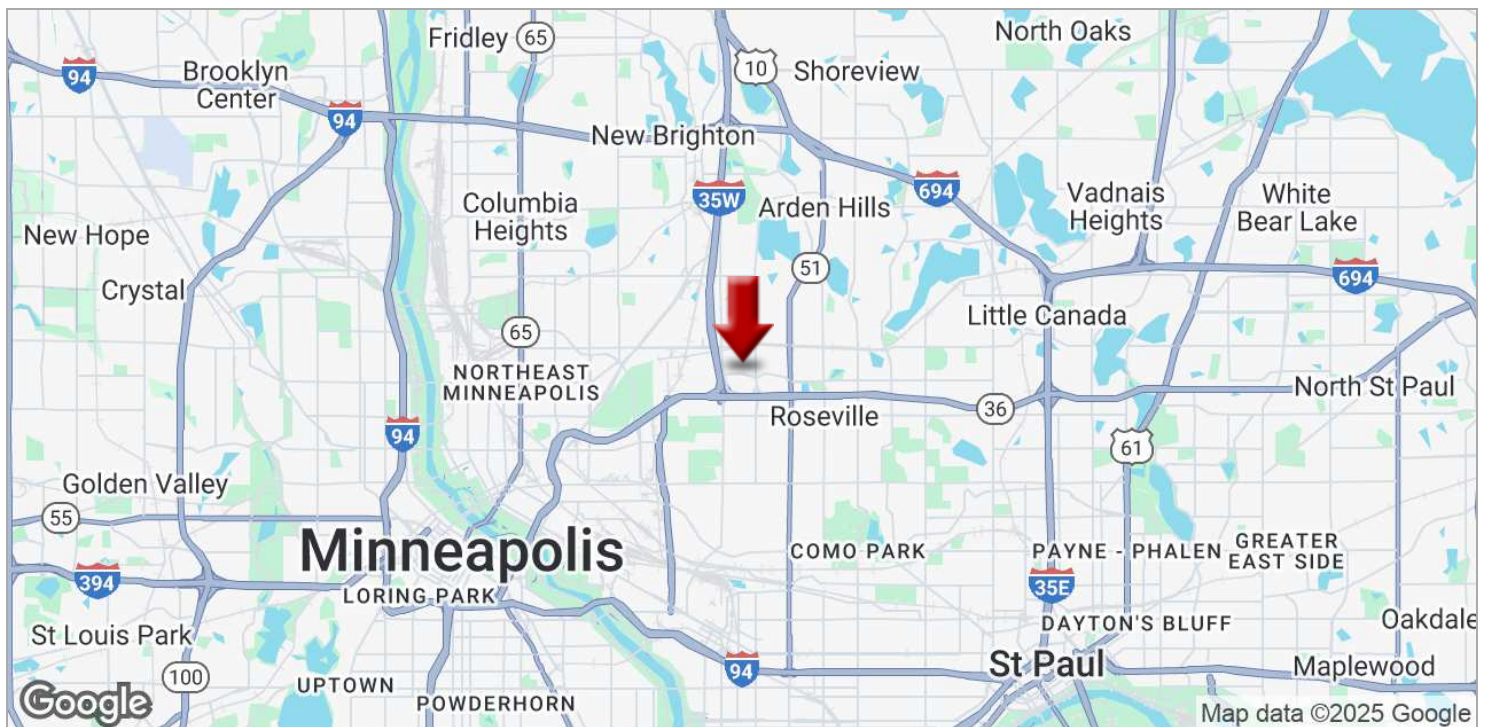 Fridley
65
North Oaks
10
Shoreview
94
Brooklyn
Center
94
New Brighton
694
35W
Arden Hills
Vadnais
Heights
White
Bear Lake
Columbia
Heights
New Hope
51
694
Crystal
Little Canada
65
NORTHEAST
MINNEAPOLIS
North St Paul
36
Roseville
94
61
Golden Valley
55
Minneapolis
COMO PARK
PAYNE - PHALEN
GREATER
EAST SIDE
394
LORING PARK
35E
DAYTON'S BLUFF
Oakdale
St Louis Park
94
St Paul
Maplewood
100
UPTOWN
POWDERHORN
Google
Map data ©2025 Google